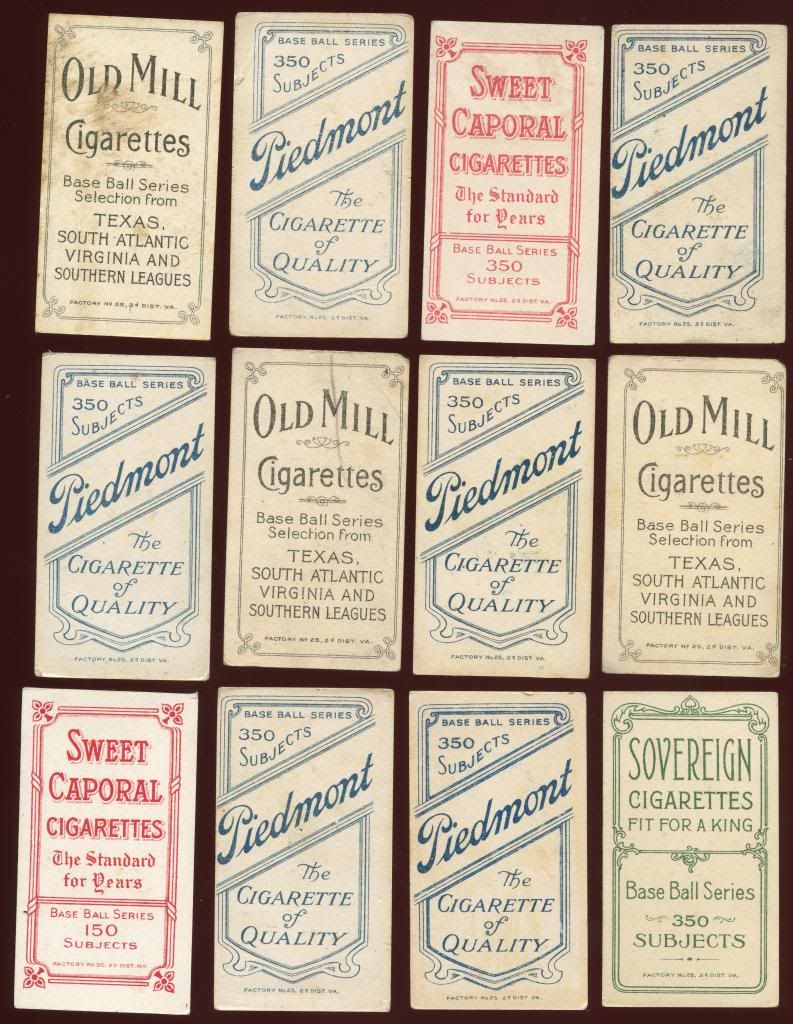 OLD MILL
Cigarettes
Base Ball Series
Selection from
TEXAS,
SOUTH ATLANTIC
VIRGINIA AND
SOUTHERN LEAGUES
FACTORY No 25, 2d DIST. VA.
BASE BALL SERIES
350
SUBJECTS
Piedmont
The
CIGARETTE
of
QUALITY
FACTORY No.25. 2d DIST. VA.
SWEET
CAPORAL
CIGARETTES
The Standard
for Years
BASE BALL SERIES
350
SUBJECTS
FACTORY No.25, 2d DIST. VA.
BASE BALL SERIES
350
SUBJECTS
Piedmont
The
CIGARETTE
of
QUALITY
FACTORY No.25. 2d DIST. VA.
BASE BALL SERIES
350
SUBJECTS
Piedmont
The
CIGARETTE
of
QUALITY
FACTORY No.25. 2d DIST. VA.
OLD MILL
Cigarettes
Base Ball Series
Selection from
TEXAS,
SOUTH ATLANTIC
VIRGINIA AND
SOUTHERN LEAGUES
FACTORY No 25, 2d DIST. VA.
BASE BALL SERIES
350
SUBJECTS
Piedmont
The
CIGARETTE
of
QUALITY
FACTORY No.25. 2d DIST. VA.
OLD MILL
Cigarettes
Base Ball Series
Selection from
TEXAS,
SOUTH ATLANTIC
VIRGINIA AND
SOUTHERN LEAGUES
FACTORY No 25, 2d DIST. VA.
SWEET
CAPORAL
CIGARETTES
The Standard
for Years
BASE BALL SERIES
150
SUBJECTS
FACTORY No.30, 2d DIST. N.Y.
BASE BALL SERIES
350
SUBJECTS
Piedmont
The
CIGARETTE
of
QUALITY
FACTORY No.25. 2d DIST. VA.
BASE BALL SERIES
350
SUBJECTS
Piedmont
The
CIGARETTE
of
QUALITY
FACTORY No.25. 2d DIST. VA.
SOVEREIGN
CIGARETTES
FIT FOR A KING
Base Ball Series
350
SUBJECTS
FACTORY No.25, 2d DIST. VA.